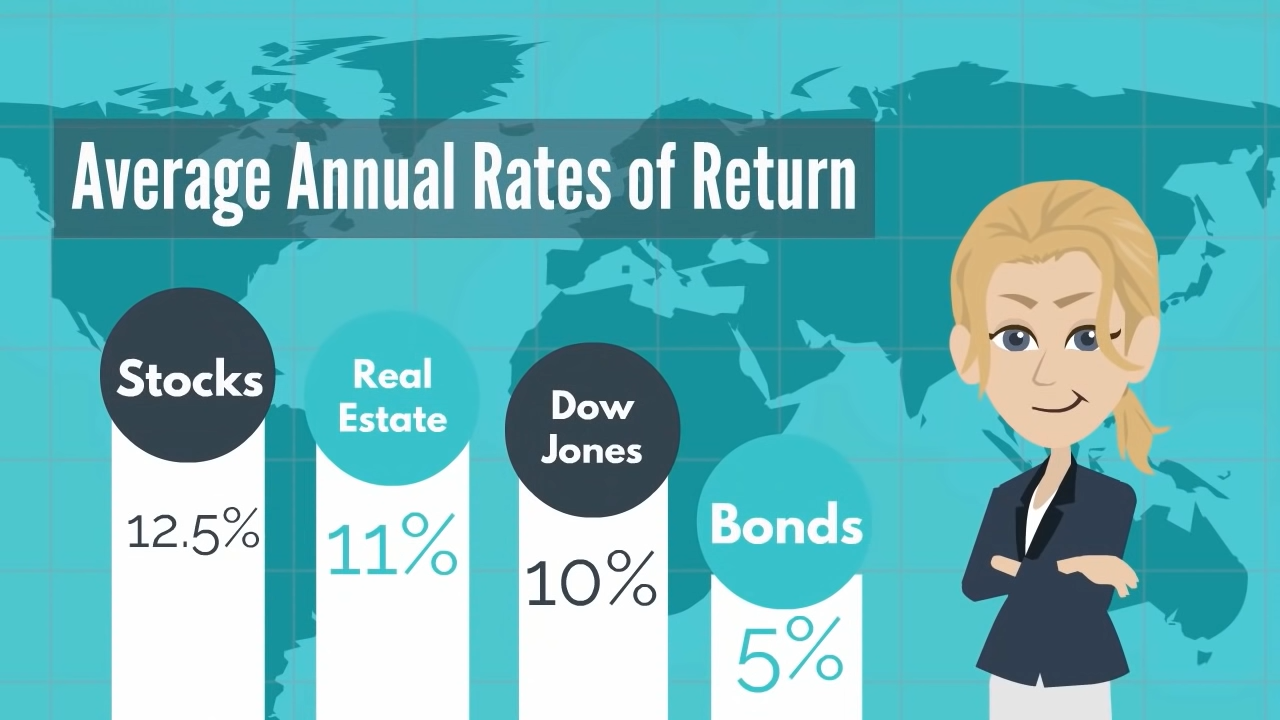 Average Annual Rates of Return
Stocks
12.5%
Real
Estate
11%
Dow
Jones
10%
Bonds
5%